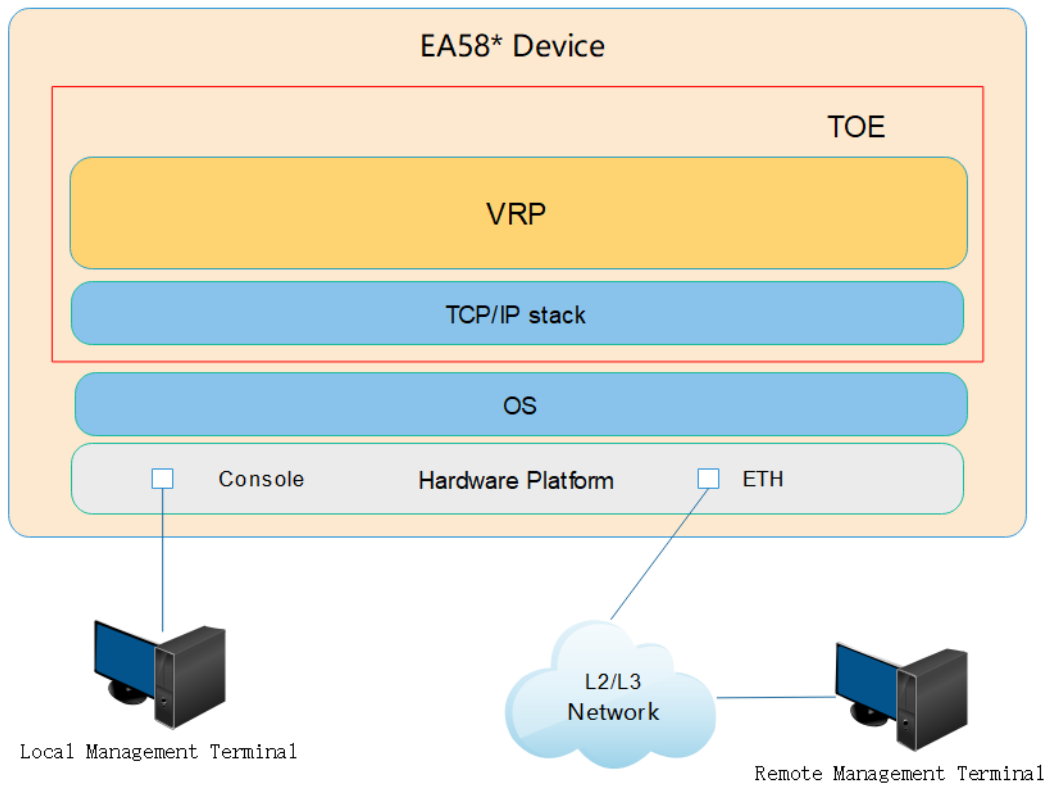 EA58* Device
TOE
VRP
TCP/IP stack
OS
Console
Hardware Platform
ETH
L2/L3
Network
Local Management Terminal
Remote Management Terminal